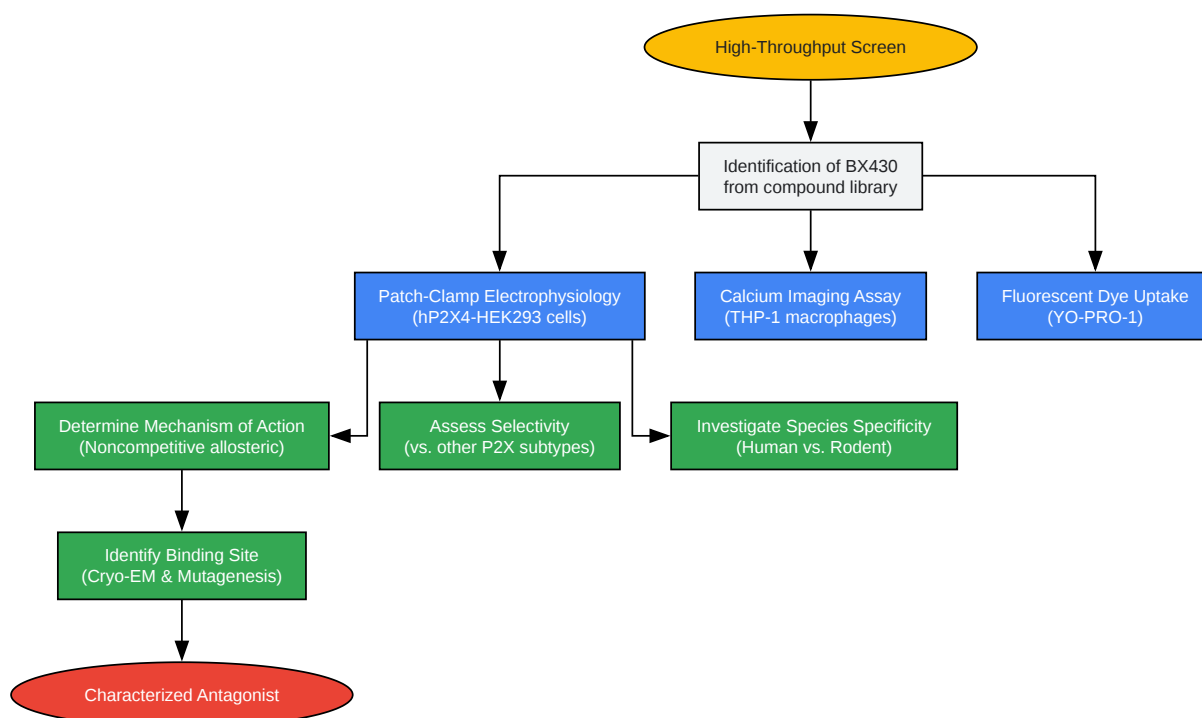 High-Throughput Screen
Identification of BX430
from compound library
Patch-Clamp Electrophysiology
(hP2X4-HEK293 cells)
Calcium Imaging Assay
(THP-1 macrophages)
Fluorescent Dye Uptake
(YO-PRO-1)
Determine Mechanism of Action
(Noncompetitive allosteric)
Assess Selectivity
(vs. other P2X subtypes)
Investigate Species Specificity
(Human vs. Rodent)
Identify Binding Site
(Cryo-EM & Mutagenesis)
Characterized Antagonist